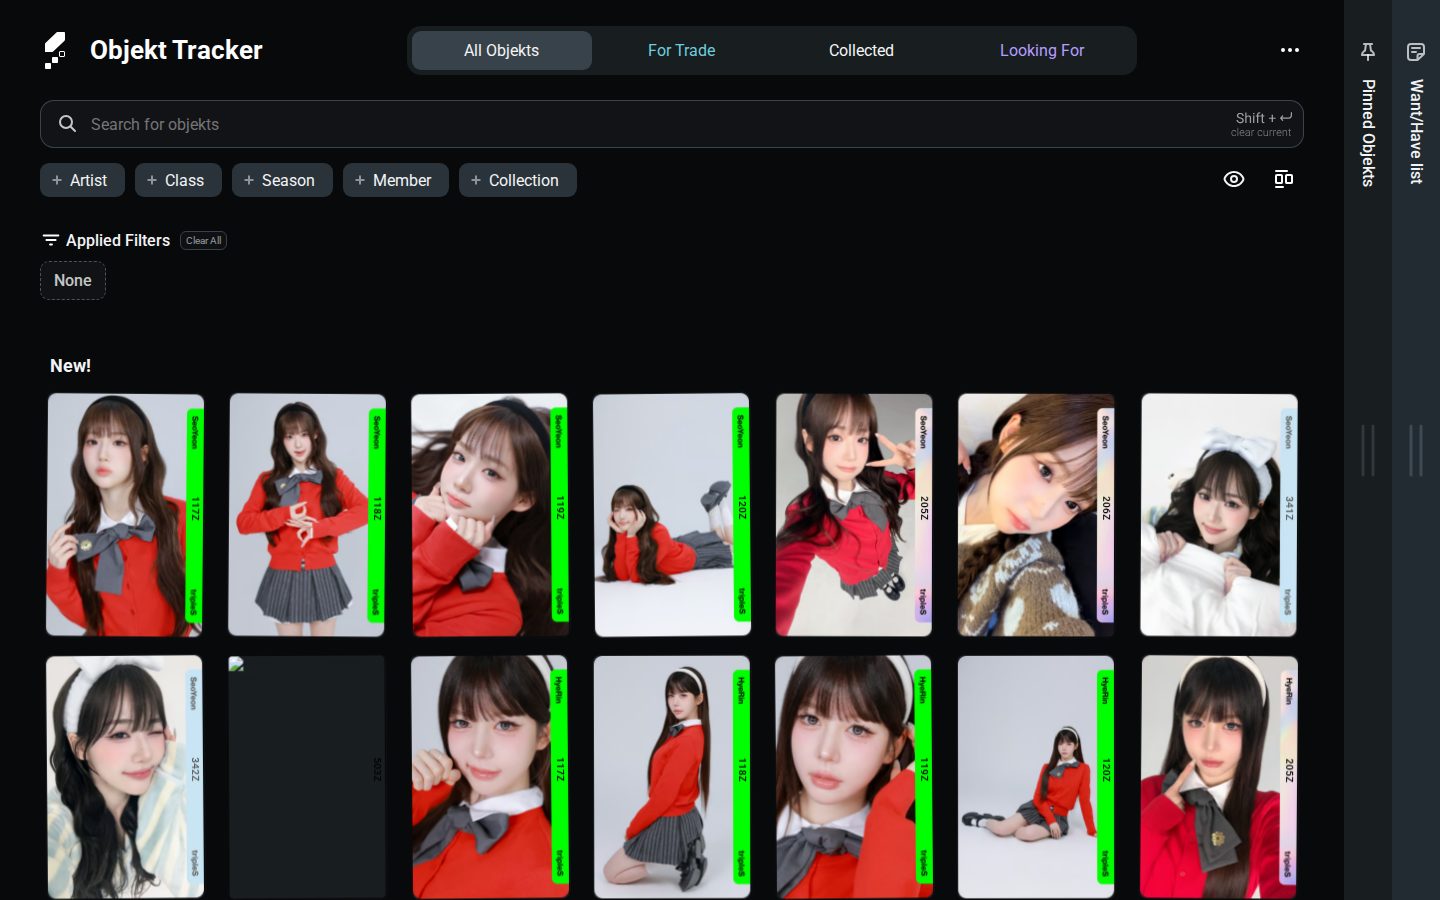 Objekt Tracker
All Objekts
For Trade
Collected
Looking For
Search for objekts
Shift +
clear current
+ Artist
+ Class
+ Season
+ Member
+ Collection
Applied Filters
Clear All
None
New!
SeoYeon 117Z tripleS
SeoYeon 118Z tripleS
SeoYeon 119Z tripleS
SeoYeon 120Z tripleS
SeoYeon 205Z tripleS
SeoYeon 206Z tripleS
SeoYeon 341Z tripleS
SeoYeon 342Z tripleS
503Z
HyeRin 117Z tripleS
HyeRin 118Z tripleS
HyeRin 119Z tripleS
HyeRin 120Z tripleS
HyeRin 205Z tripleS
Pinned Objekts
Want/Have list